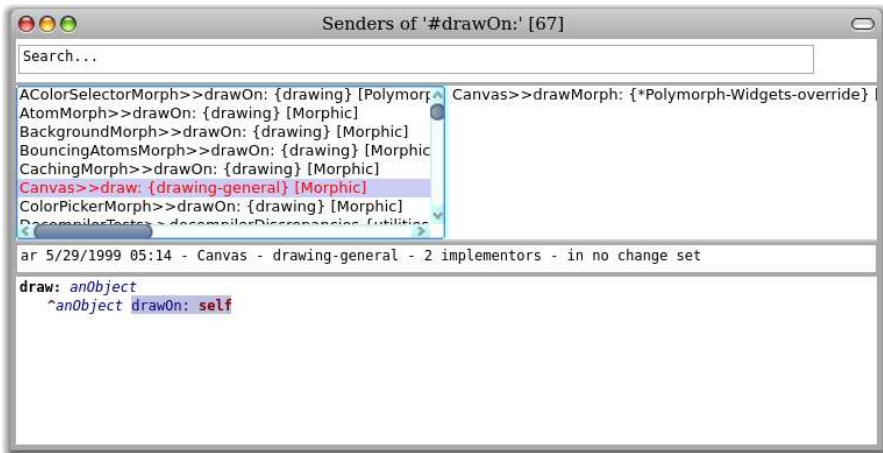 Senders of '#drawOn:' [67]
Search...
AColorSelectorMorph>>drawOn: {drawing} [Polymorp
AtomMorph>>drawOn: {drawing} [Morphic]
BackgroundMorph>>drawOn: {drawing} [Morphic]
BouncingAtomsMorph>>drawOn: {drawing} [Morphic
CachingMorph>>drawOn: {drawing} [Morphic]
Canvas>>draw: {drawing-general} [Morphic]
ColorPickerMorph>>drawOn: {drawing} [Morphic]
DecompilerTests>>decompilerDiscrepancies {utilities
Canvas>>drawMorph: {*Polymorph-Widgets-override} [
ar 5/29/1999 05:14 - Canvas - drawing-general - 2 implementors - in no change set
draw: anObject
^anObject drawOn: self